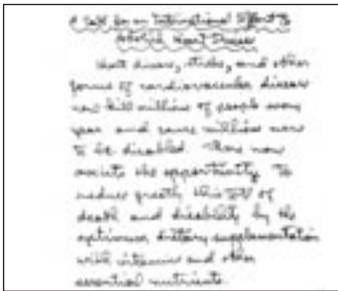 A Call for an International Effort to
Abolish Heart Disease
Heart disease, stroke, and other
forms of cardiovascular disease
now kill millions of people every
year and cause millions more
to be disabled. There now
exists the opportunity to
reduce greatly this toll of
death and disability by the
optimum dietary supplementation
with vitamins and other
essential nutrients.